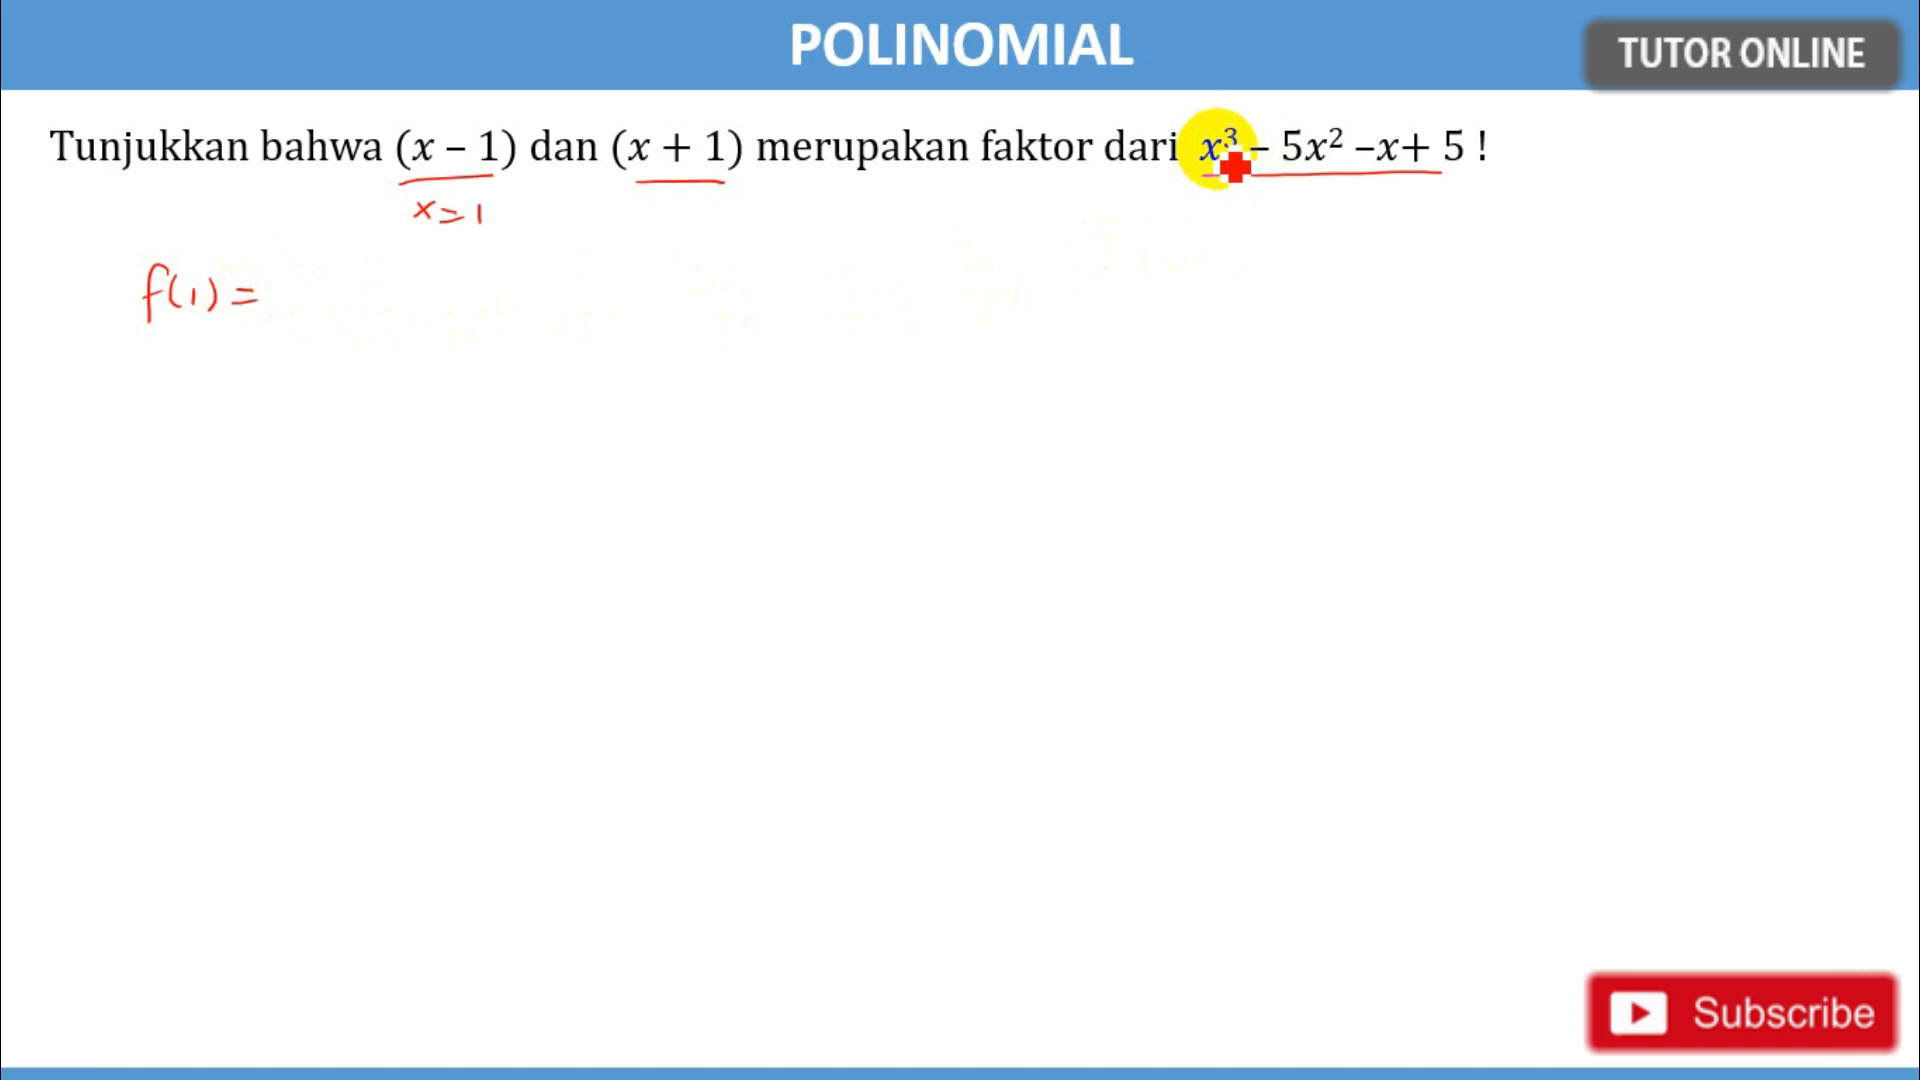 POLINOMIAL
TUTOR ONLINE
Tunjukkan bahwa (x – 1) dan (x + 1) merupakan faktor dari x³ – 5x² –x+ 5 !
x=1
f(1) =
Subscribe